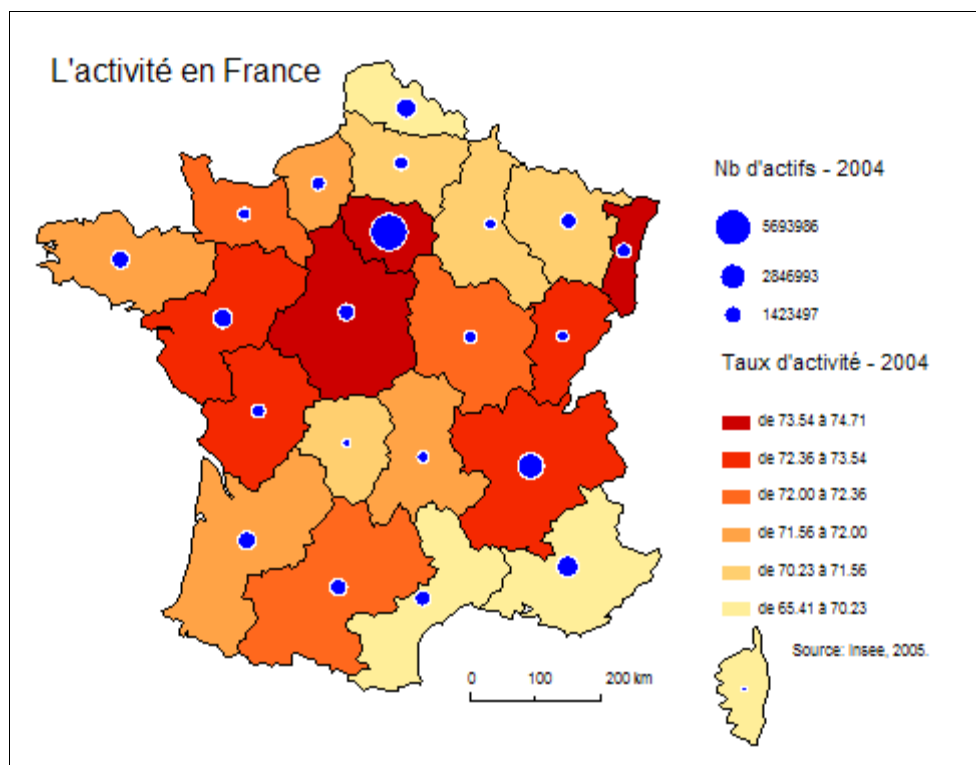 L'activité en France
Nb d'actifs - 2004
5693986
2846993
1423497
Taux d'activité - 2004
de 73.54 à 74.71
de 72.36 à 73.54
de 72.00 à 72.36
de 71.56 à 72.00
de 70.23 à 71.56
de 65.41 à 70.23
Source: Insee, 2005.
0 100 200 km